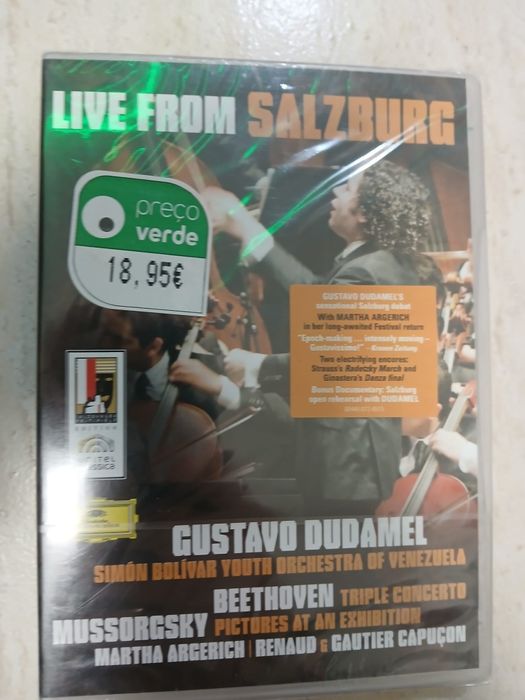 LIVE FROM SALZBURG
preço
verde
18,95€
GUSTAVO DUDAMEL'S
sensational Salzburg debut
With MARTHA ARGERICH
in her long-awaited Festival return
"Epoch-making ... intensely moving –
Gustavissimo!" – Kronen Zeitung
Two electrifying encores:
Strauss's Radetzky March and
Ginastera's Danza final
Bonus Documentary: Salzburg
open rehearsal with DUDAMEL
EDITION
GUSTAVO DUDAMEL
SIMÓN BOLÍVAR YOUTH ORCHESTRA OF VENEZUELA
BEETHOVEN TRIPLE CONCERTO
MUSSORGSKY PICTURES AT AN EXHIBITION
MARTHA ARGERICH | RENAUD & GAUTIER CAPUÇON